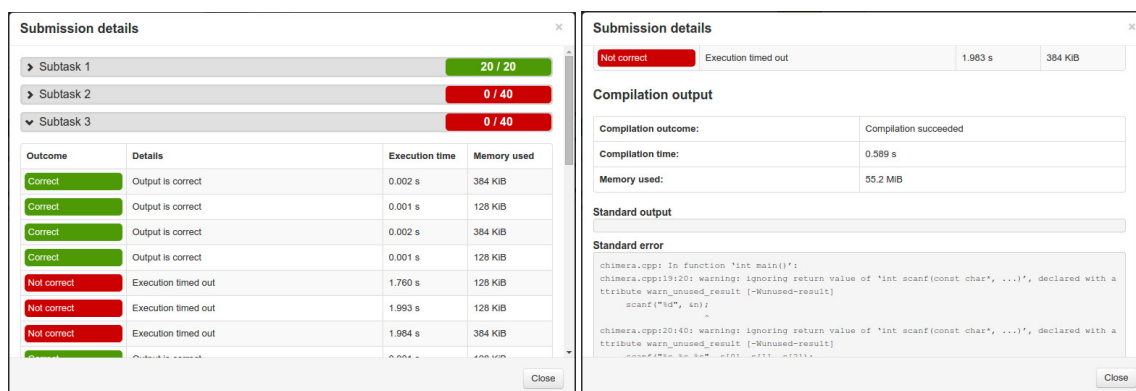 Submission details ×
Subtask 1 20 / 20
Subtask 2 0 / 40
Subtask 3 0 / 40
Outcome Details Execution time Memory used
Correct Output is correct 0.002 s 384 KiB
Correct Output is correct 0.001 s 128 KiB
Correct Output is correct 0.002 s 384 KiB
Correct Output is correct 0.001 s 128 KiB
Not correct Execution timed out 1.760 s 128 KiB
Not correct Execution timed out 1.993 s 128 KiB
Not correct Execution timed out 1.984 s 384 KiB
Close
Submission details ×
Not correct Execution timed out 1.983 s 384 KiB
Compilation output
Compilation outcome: Compilation succeeded
Compilation time: 0.589 s
Memory used: 55.2 MiB
Standard output
Standard error
chimera.cpp: In function ‘int main()’:
chimera.cpp:19:20: warning: ignoring return value of ‘int scanf(const char*, ...)’, declared with a
ttribute warn_unused_result [-Wunused-result]
scanf("%d", &n);
^
chimera.cpp:20:40: warning: ignoring return value of ‘int scanf(const char*, ...)’, declared with a
ttribute warn_unused_result [-Wunused-result]
Close